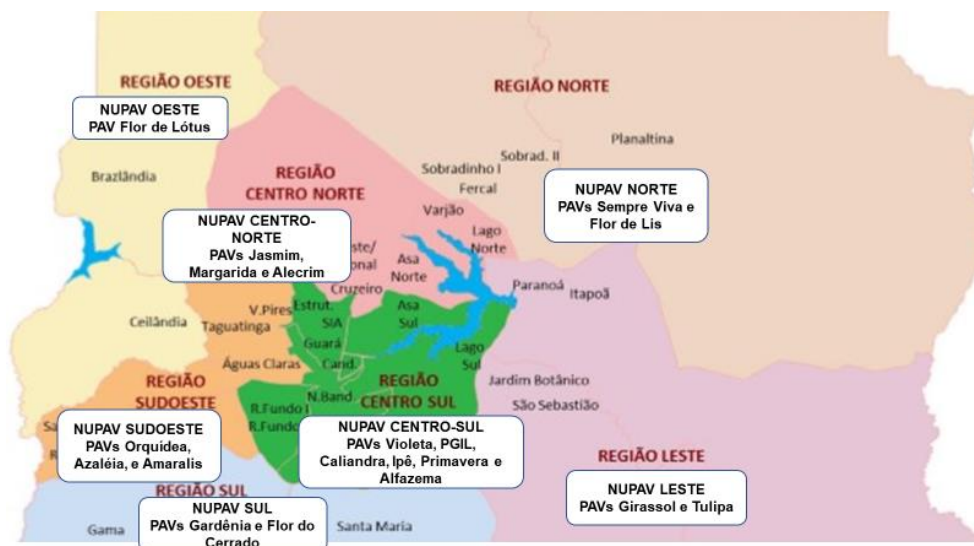 REGIÃO OESTE
NUPAV OESTE
PAV Flor de Lótus
Brazlândia
REGIÃO NORTE
Planaltina
Sobrad. II
Sobradinho I
Fercal
NUPAV NORTE
PAVs Sempre Viva e
Flor de Lis
REGIÃO
CENTRO NORTE
Varjão
Lago
Norte
NUPAV CENTRO-
NORTE
PAVs Jasmim,
Margarida e Alecrim
Cruzeiro
Asa
Norte
Paranoá
Itapoã
Ceilândia
V.Pires
Taguatinga
Estrut.
SIA
Guará
Asa
Sul
Águas Claras
Cand.
Lago
Sul
Jardim Botânico
São Sebastião
REGIÃO
SUDOESTE
N.Band.
R.Fundo I
R.Fundo
REGIÃO
CENTRO SUL
NUPAV SUDOESTE
PAVs Orquidea,
Azaléia, e Amaralis
NUPAV CENTRO-SUL
PAVs Violeta, PGIL,
Caliandra, Ipê, Primavera e
Alfazema
REGIÃO LESTE
NUPAV LESTE
PAVs Girassol e Tulipa
REGIÃO SUL
NUPAV SUL
PAVs Gardênia e Flor do
Cerrado
Gama
Santa Maria